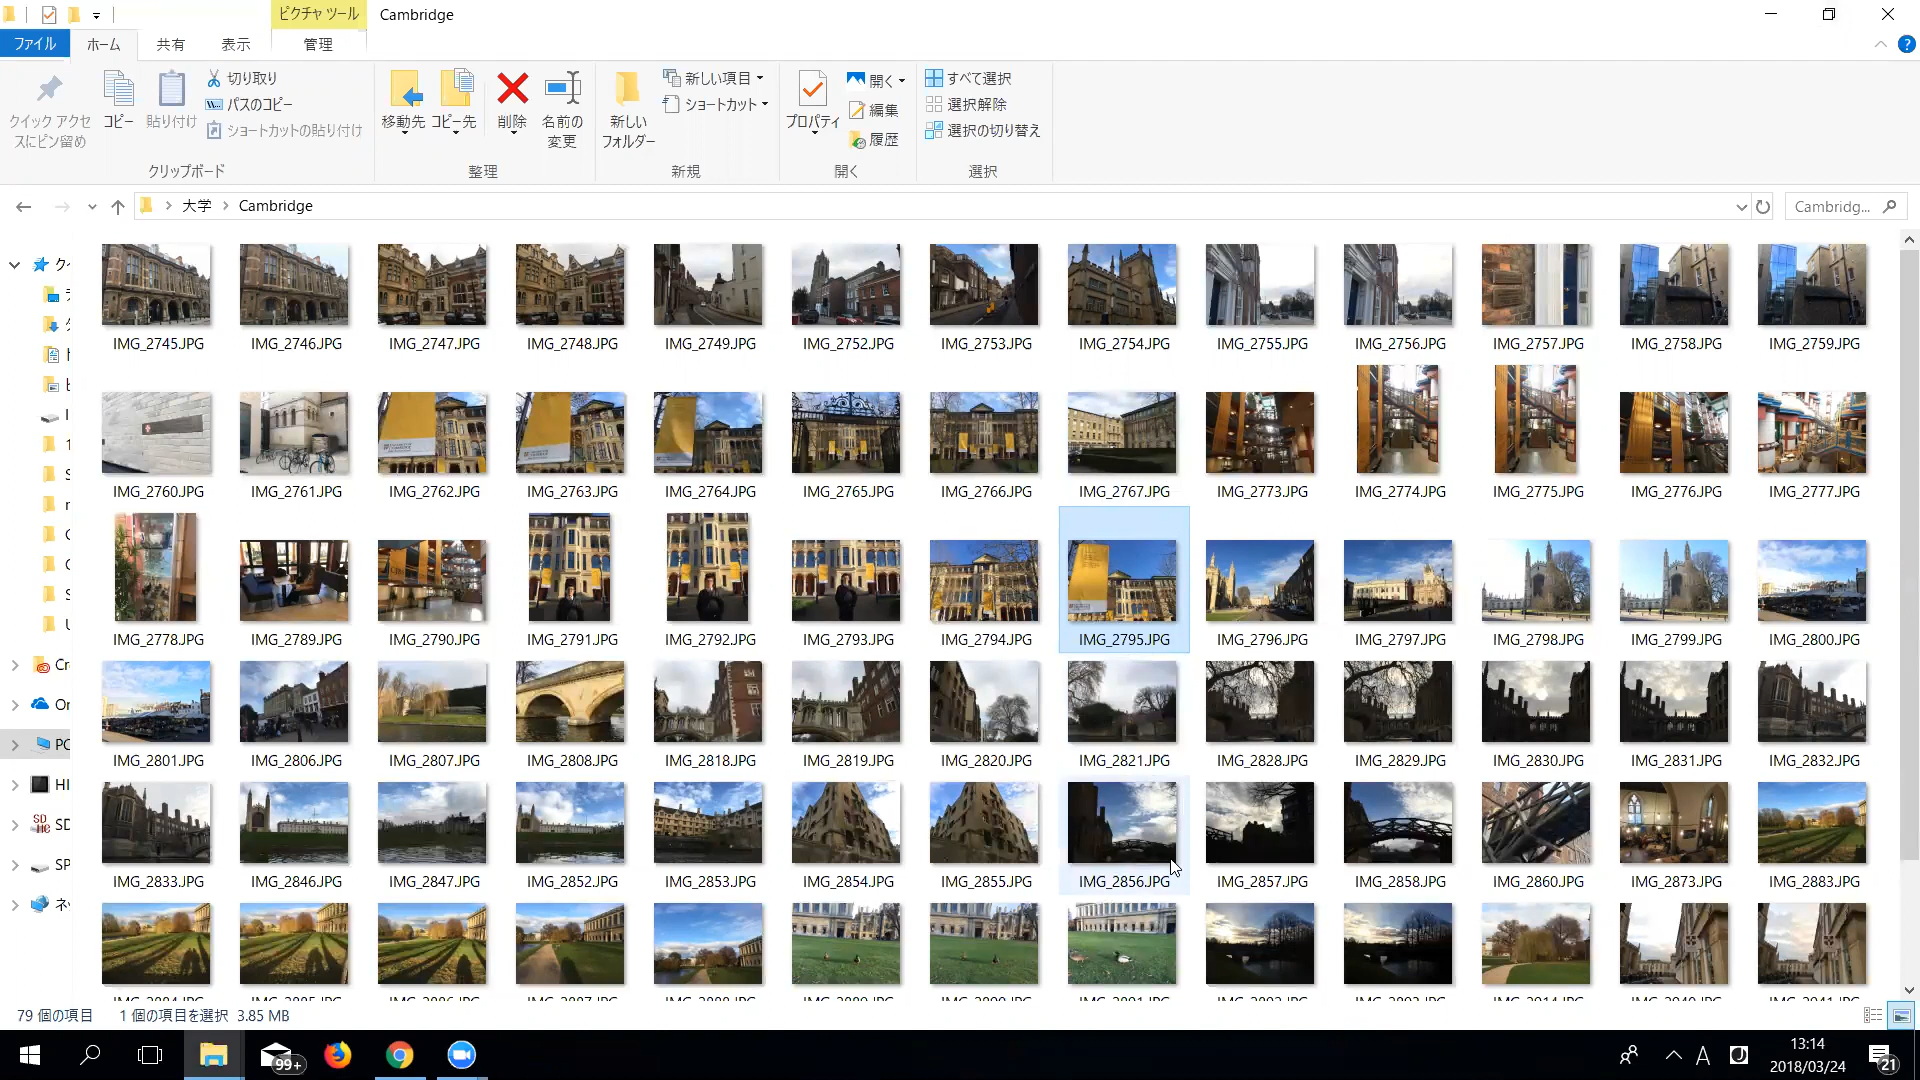 ピクチャ ツール
Cambridge
ファイル
ホーム
共有
表示
管理
クイック アクセスにピン留め
コピー
貼り付け
切り取り
パスのコピー
ショートカットの貼り付け
クリップボード
移動先
コピー先
削除
名前の変更
整理
新しいフォルダー
新しい項目
ショートカット
新規
プロパティ
開く
編集
履歴
開く
すべて選択
選択解除
選択の切り替え
選択
大学
Cambridge
Cambridg...
IMG_2745.JPG IMG_2746.JPG IMG_2747.JPG IMG_2748.JPG IMG_2749.JPG IMG_2752.JPG IMG_2753.JPG IMG_2754.JPG IMG_2755.JPG IMG_2756.JPG IMG_2757.JPG IMG_2758.JPG IMG_2759.JPG
IMG_2760.JPG IMG_2761.JPG IMG_2762.JPG IMG_2763.JPG IMG_2764.JPG IMG_2765.JPG IMG_2766.JPG IMG_2767.JPG IMG_2773.JPG IMG_2774.JPG IMG_2775.JPG IMG_2776.JPG IMG_2777.JPG
IMG_2778.JPG IMG_2789.JPG IMG_2790.JPG IMG_2791.JPG IMG_2792.JPG IMG_2793.JPG IMG_2794.JPG IMG_2795.JPG IMG_2796.JPG IMG_2797.JPG IMG_2798.JPG IMG_2799.JPG IMG_2800.JPG
IMG_2801.JPG IMG_2806.JPG IMG_2807.JPG IMG_2808.JPG IMG_2818.JPG IMG_2819.JPG IMG_2820.JPG IMG_2821.JPG IMG_2828.JPG IMG_2829.JPG IMG_2830.JPG IMG_2831.JPG IMG_2832.JPG
IMG_2833.JPG IMG_2846.JPG IMG_2847.JPG IMG_2852.JPG IMG_2853.JPG IMG_2854.JPG IMG_2855.JPG IMG_2856.JPG IMG_2857.JPG IMG_2858.JPG IMG_2860.JPG IMG_2873.JPG IMG_2883.JPG
Cr
Or
PC
HI
SD
SP
79 個の項目
1 個の項目を選択 3.85 MB
99+
A
13:14
2018/03/24
21